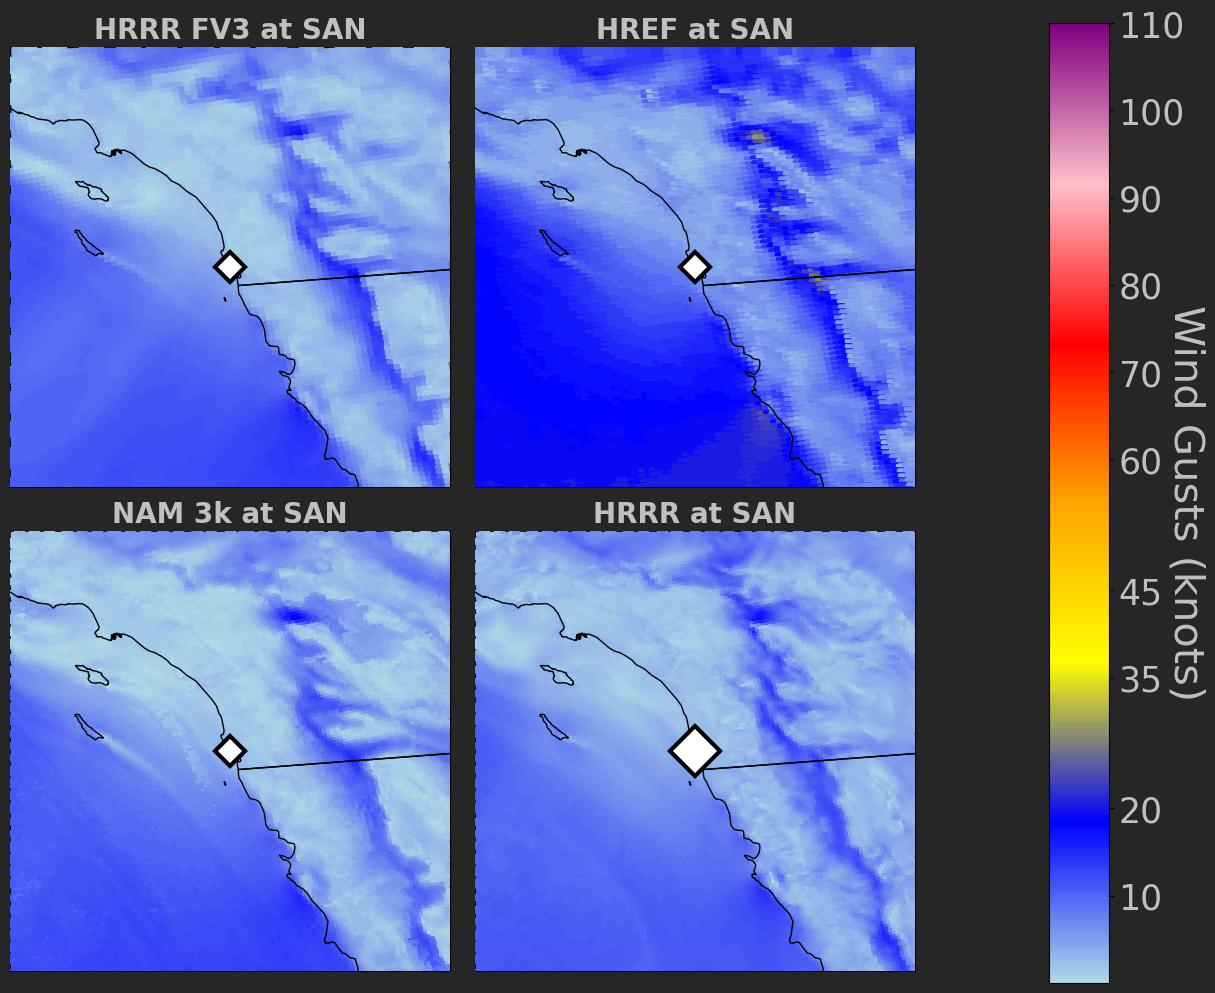 HRRR FV3 at SAN
HREF at SAN
NAM 3k at SAN
HRRR at SAN
110
100
90
80
70
60
45
35
20
10
Wind Gusts (knots)